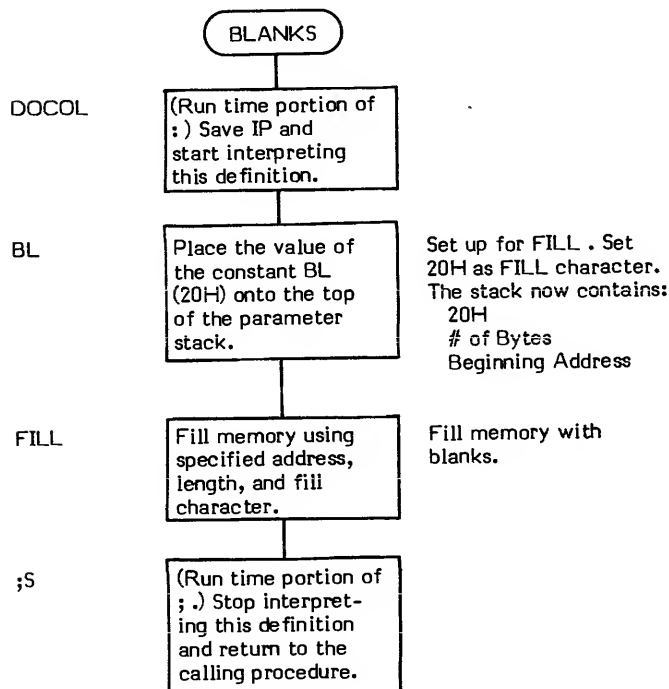 BLANKS
DOCOL
(Run time portion of
: ) Save IP and
start interpreting
this definition.
BL
Place the value of
the constant BL
(20H) onto the top
of the parameter
stack.
Set up for FILL . Set
20H as FILL character.
The stack now contains:
20H
# of Bytes
Beginning Address
FILL
Fill memory using
specified address,
length, and fill
character.
Fill memory with
blanks.
;S
(Run time portion of
; .) Stop interpret-
ing this definition
and return to the
calling procedure.